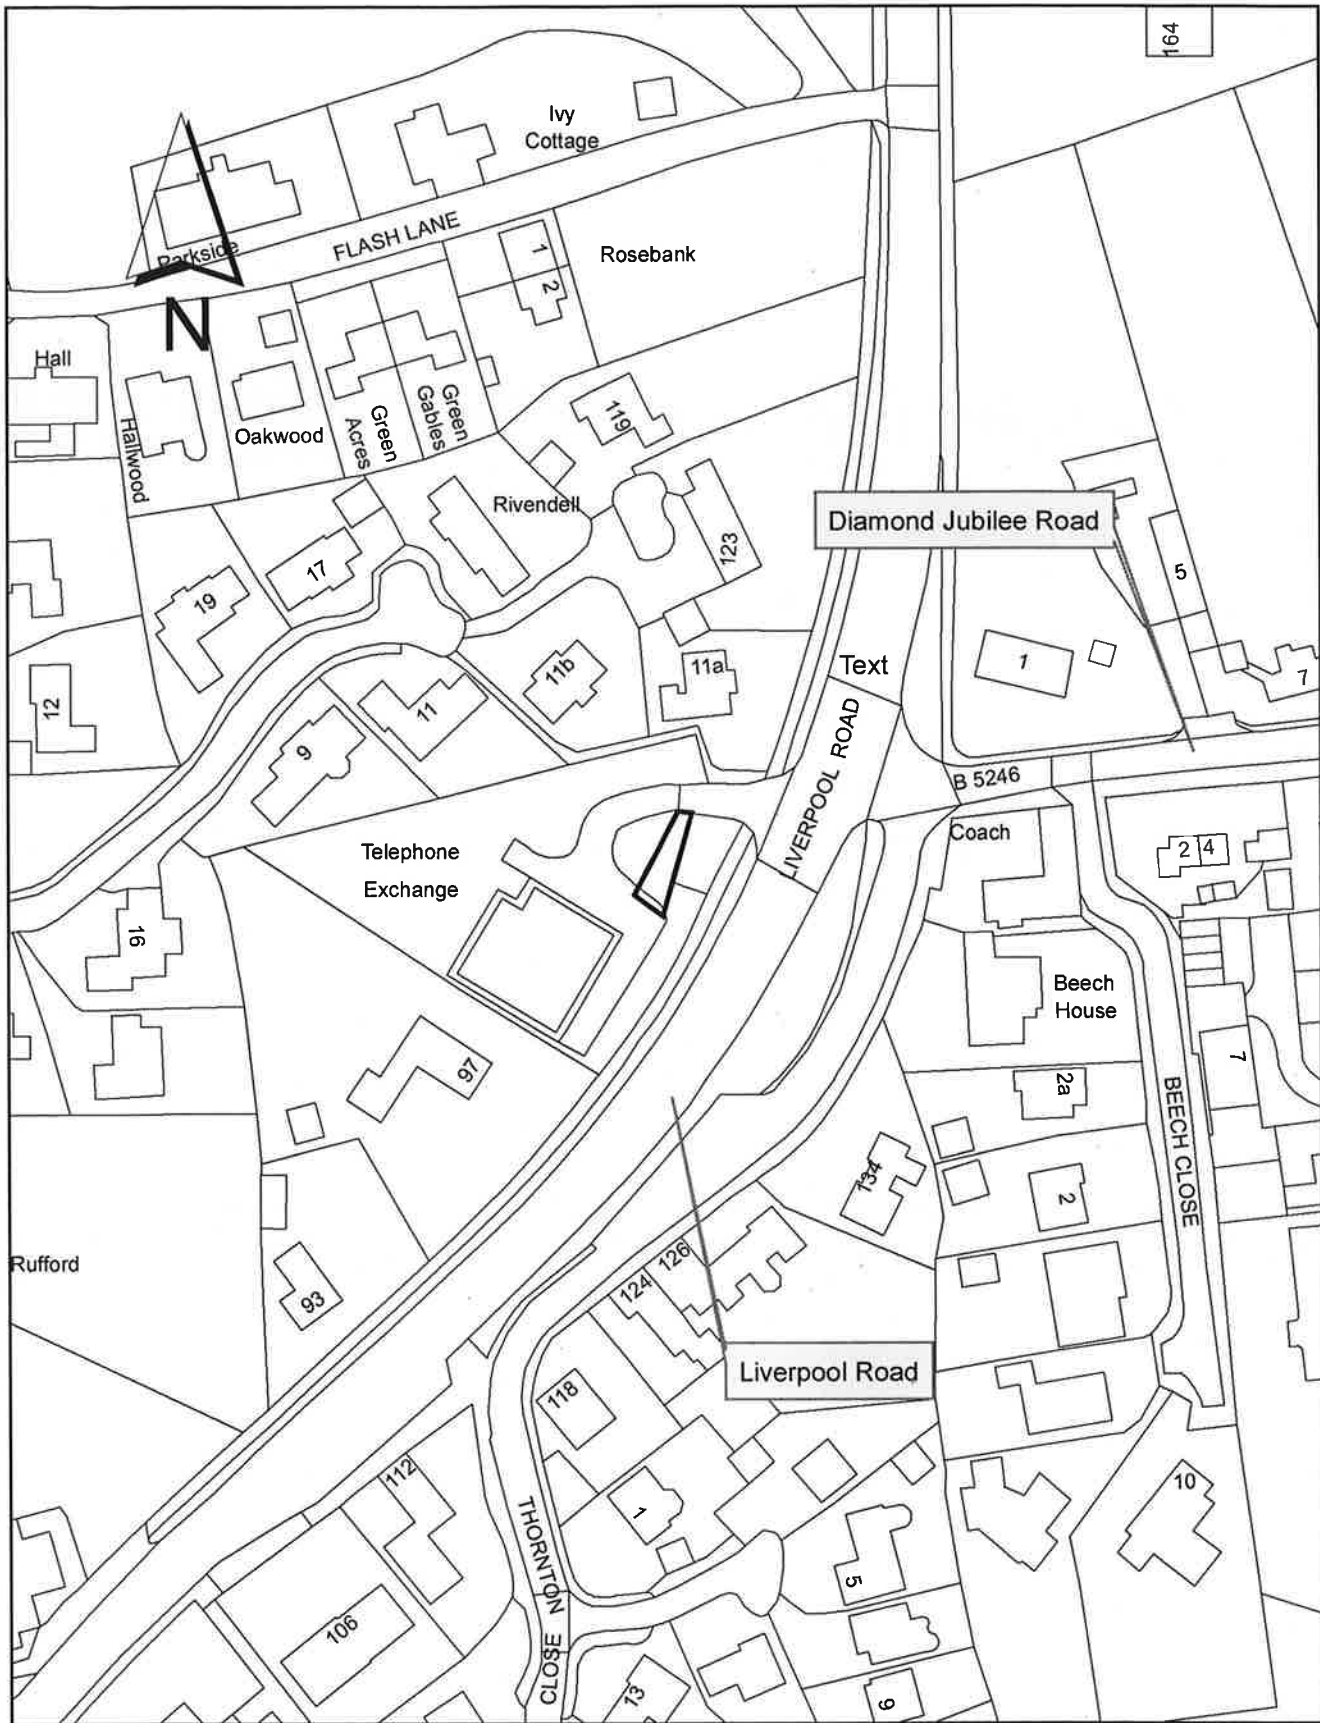 164
Ivy
Cottage
FLASH LANE
Parkside
N
1
2
Rosebank
Hall
Hallwood
Oakwood
Green
Acres
Green
Gables
119
Rivendell
123
Diamond Jubilee Road
5
17
19
11b
11a
Text
1
7
12
11
9
LIVERPOOL ROAD
B 5246
Coach
2
4
Telephone
Exchange
16
Beech
House
97
2a
7
BEECH CLOSE
134
2
Rufford
93
126
124
Liverpool Road
118
112
1
10
THORNTON
CLOSE
5
106
13
9